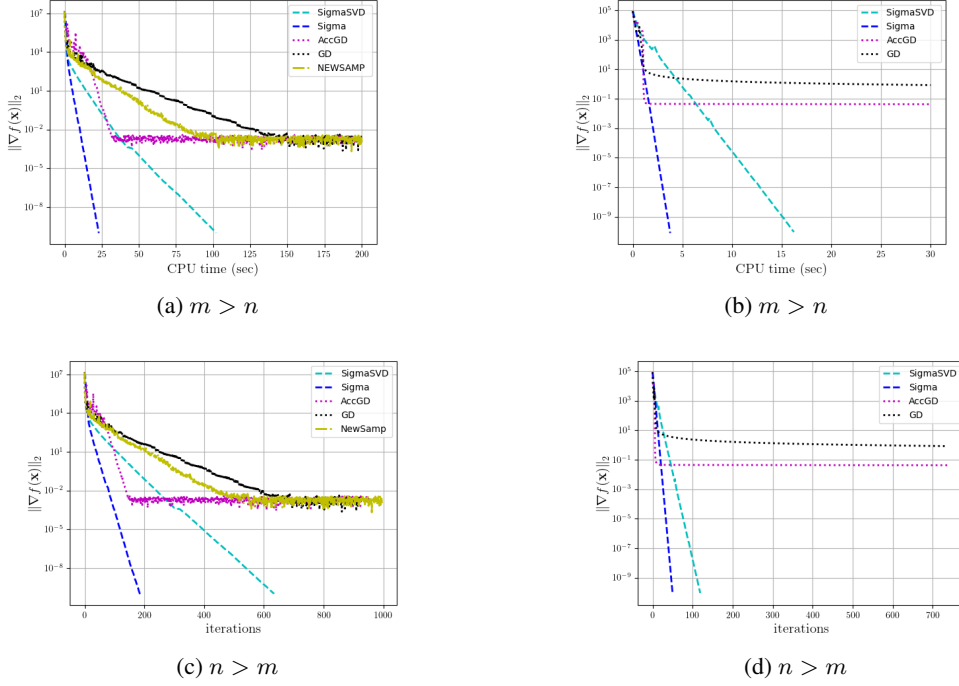 SigmaSVD
Sigma
AccGD
GD
NEWSAMP
10^7
10^4
10^1
10^-2
10^-5
10^-8
||∇f(x)||_2
0 25 50 75 100 125 150 175 200
CPU time (sec)
(a) m > n
SigmaSVD
Sigma
AccGD
GD
10^5
10^3
10^1
10^-1
10^-3
10^-5
10^-7
10^-9
||∇f(x)||_2
0 5 10 15 20 25 30
CPU time (sec)
(b) m > n
SigmaSVD
Sigma
AccGD
GD
NewSamp
10^7
10^4
10^1
10^-2
10^-5
10^-8
||∇f(x)||_2
0 200 400 600 800 1000
iterations
(c) n > m
SigmaSVD
Sigma
AccGD
GD
10^5
10^3
10^1
10^-1
10^-3
10^-5
10^-7
10^-9
||∇f(x)||_2
0 100 200 300 400 500 600 700
iterations
(d) n > m